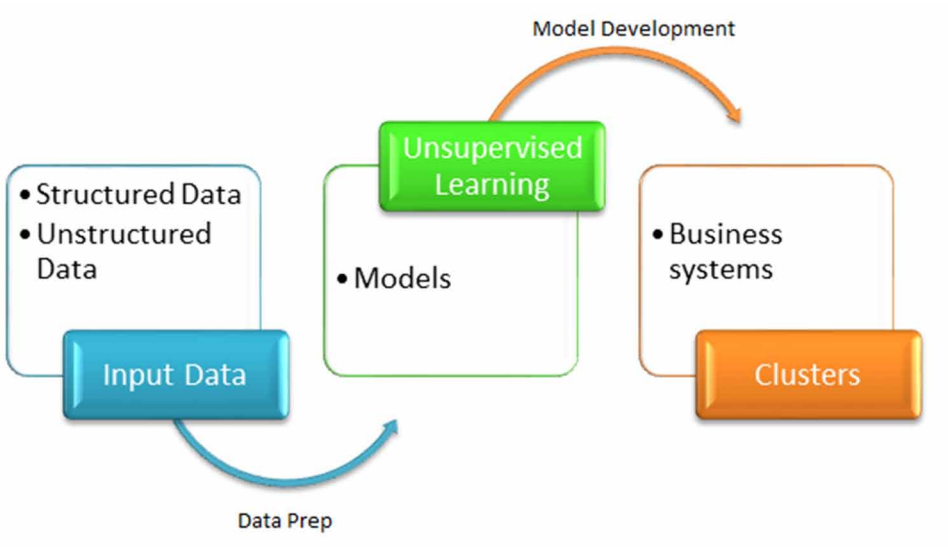 Model Development
Unsupervised
Learning
• Structured Data
• Unstructured
Data
• Models
• Business
systems
Input Data
Clusters
Data Prep